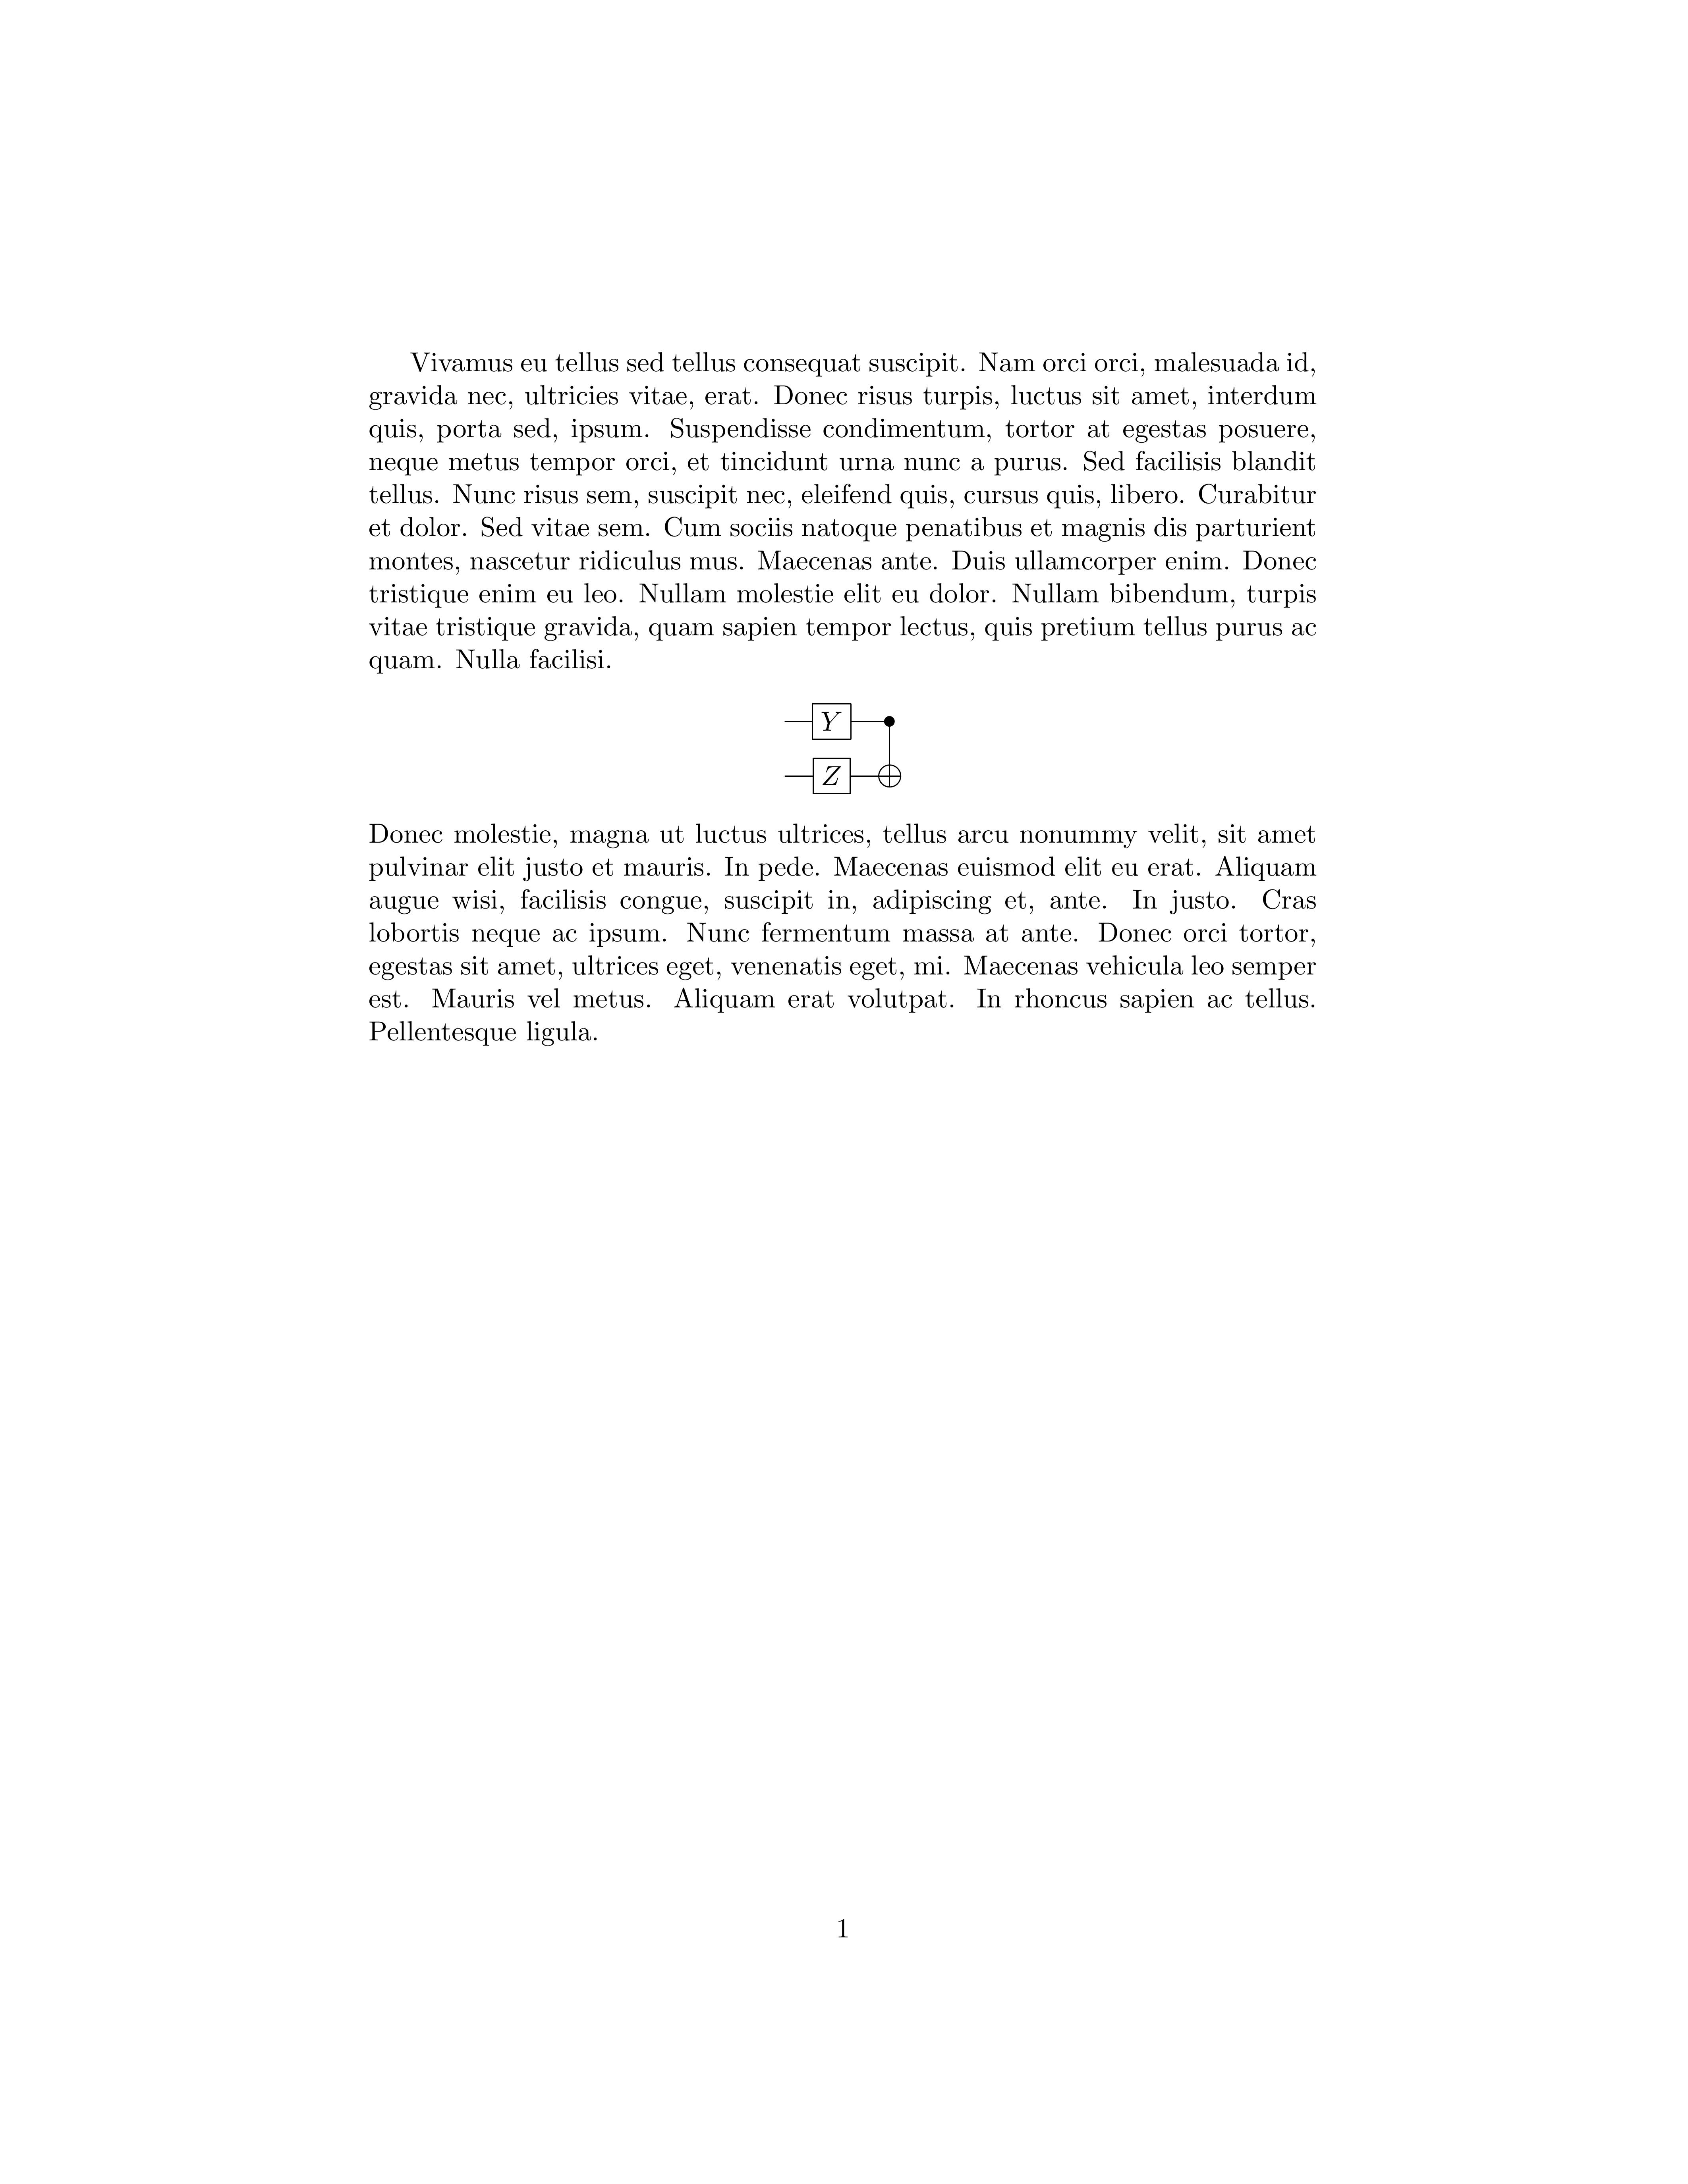 Vivamus eu tellus sed tellus consequat suscipit. Nam orci orci, malesuada id,
gravida nec, ultricies vitae, erat. Donec risus turpis, luctus sit amet, interdum
quis, porta sed, ipsum. Suspendisse condimentum, tortor at egestas posuere,
neque metus tempor orci, et tincidunt urna nunc a purus. Sed facilisis blandit
tellus. Nunc risus sem, suscipit nec, eleifend quis, cursus quis, libero. Curabitur
et dolor. Sed vitae sem. Cum sociis natoque penatibus et magnis dis parturient
montes, nascetur ridiculus mus. Maecenas ante. Duis ullamcorper enim. Donec
tristique enim eu leo. Nullam molestie elit eu dolor. Nullam bibendum, turpis
vitae tristique gravida, quam sapien tempor lectus, quis pretium tellus purus ac
quam. Nulla facilisi.
Y
Z
Donec molestie, magna ut luctus ultrices, tellus arcu nonummy velit, sit amet
pulvinar elit justo et mauris. In pede. Maecenas euismod elit eu erat. Aliquam
augue wisi, facilisis congue, suscipit in, adipiscing et, ante. In justo. Cras
lobortis neque ac ipsum. Nunc fermentum massa at ante. Donec orci tortor,
egestas sit amet, ultrices eget, venenatis eget, mi. Maecenas vehicula leo semper
est. Mauris vel metus. Aliquam erat volutpat. In rhoncus sapien ac tellus.
Pellentesque ligula.
1